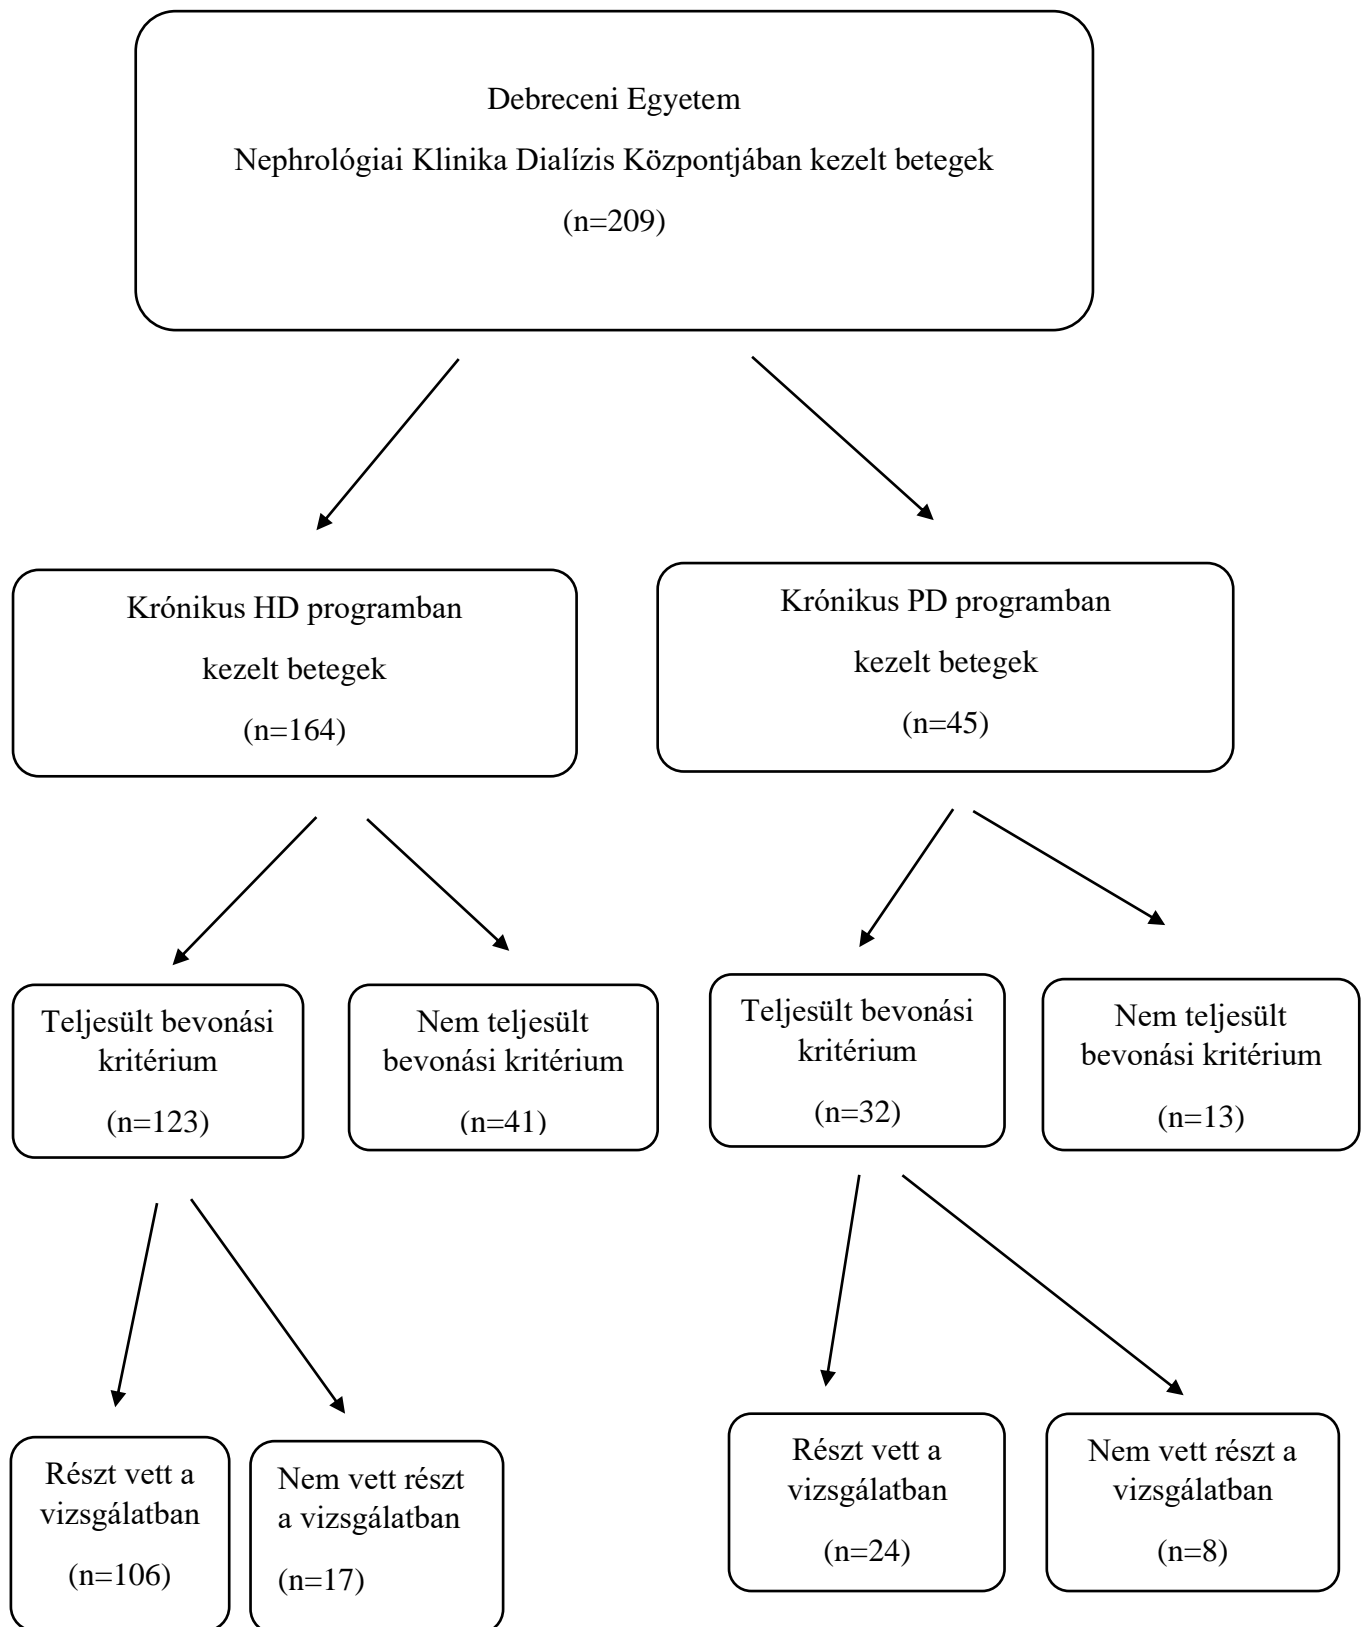 Debreceni Egyetem
Nephrológiai Klinika Dialízis Központjában kezelt betegek
(n=209)
Krónikus HD programban
kezelt betegek
(n=164)
Krónikus PD programban
kezelt betegek
(n=45)
Teljesült bevonási
kritérium
(n=123)
Nem teljesült
bevonási kritérium
(n=41)
Teljesült bevonási
kritérium
(n=32)
Nem teljesült
bevonási kritérium
(n=13)
Részt vett a
vizsgálatban
(n=106)
Nem vett részt
a vizsgálatban
(n=17)
Részt vett a
vizsgálatban
(n=24)
Nem vett részt a
vizsgálatban
(n=8)